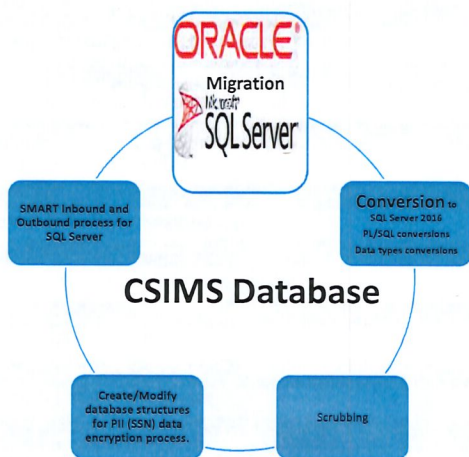 ORACLE®
Migration
Microsoft
SQL Server
SMART Inbound and
Outbound process for
SQL Server
Conversion to
SQL Server 2016
PL/SQL conversions
Data types conversions
CSIMS Database
Create/Modify
database structures
for PII (SSN) data
encryption process.
Scrubbing